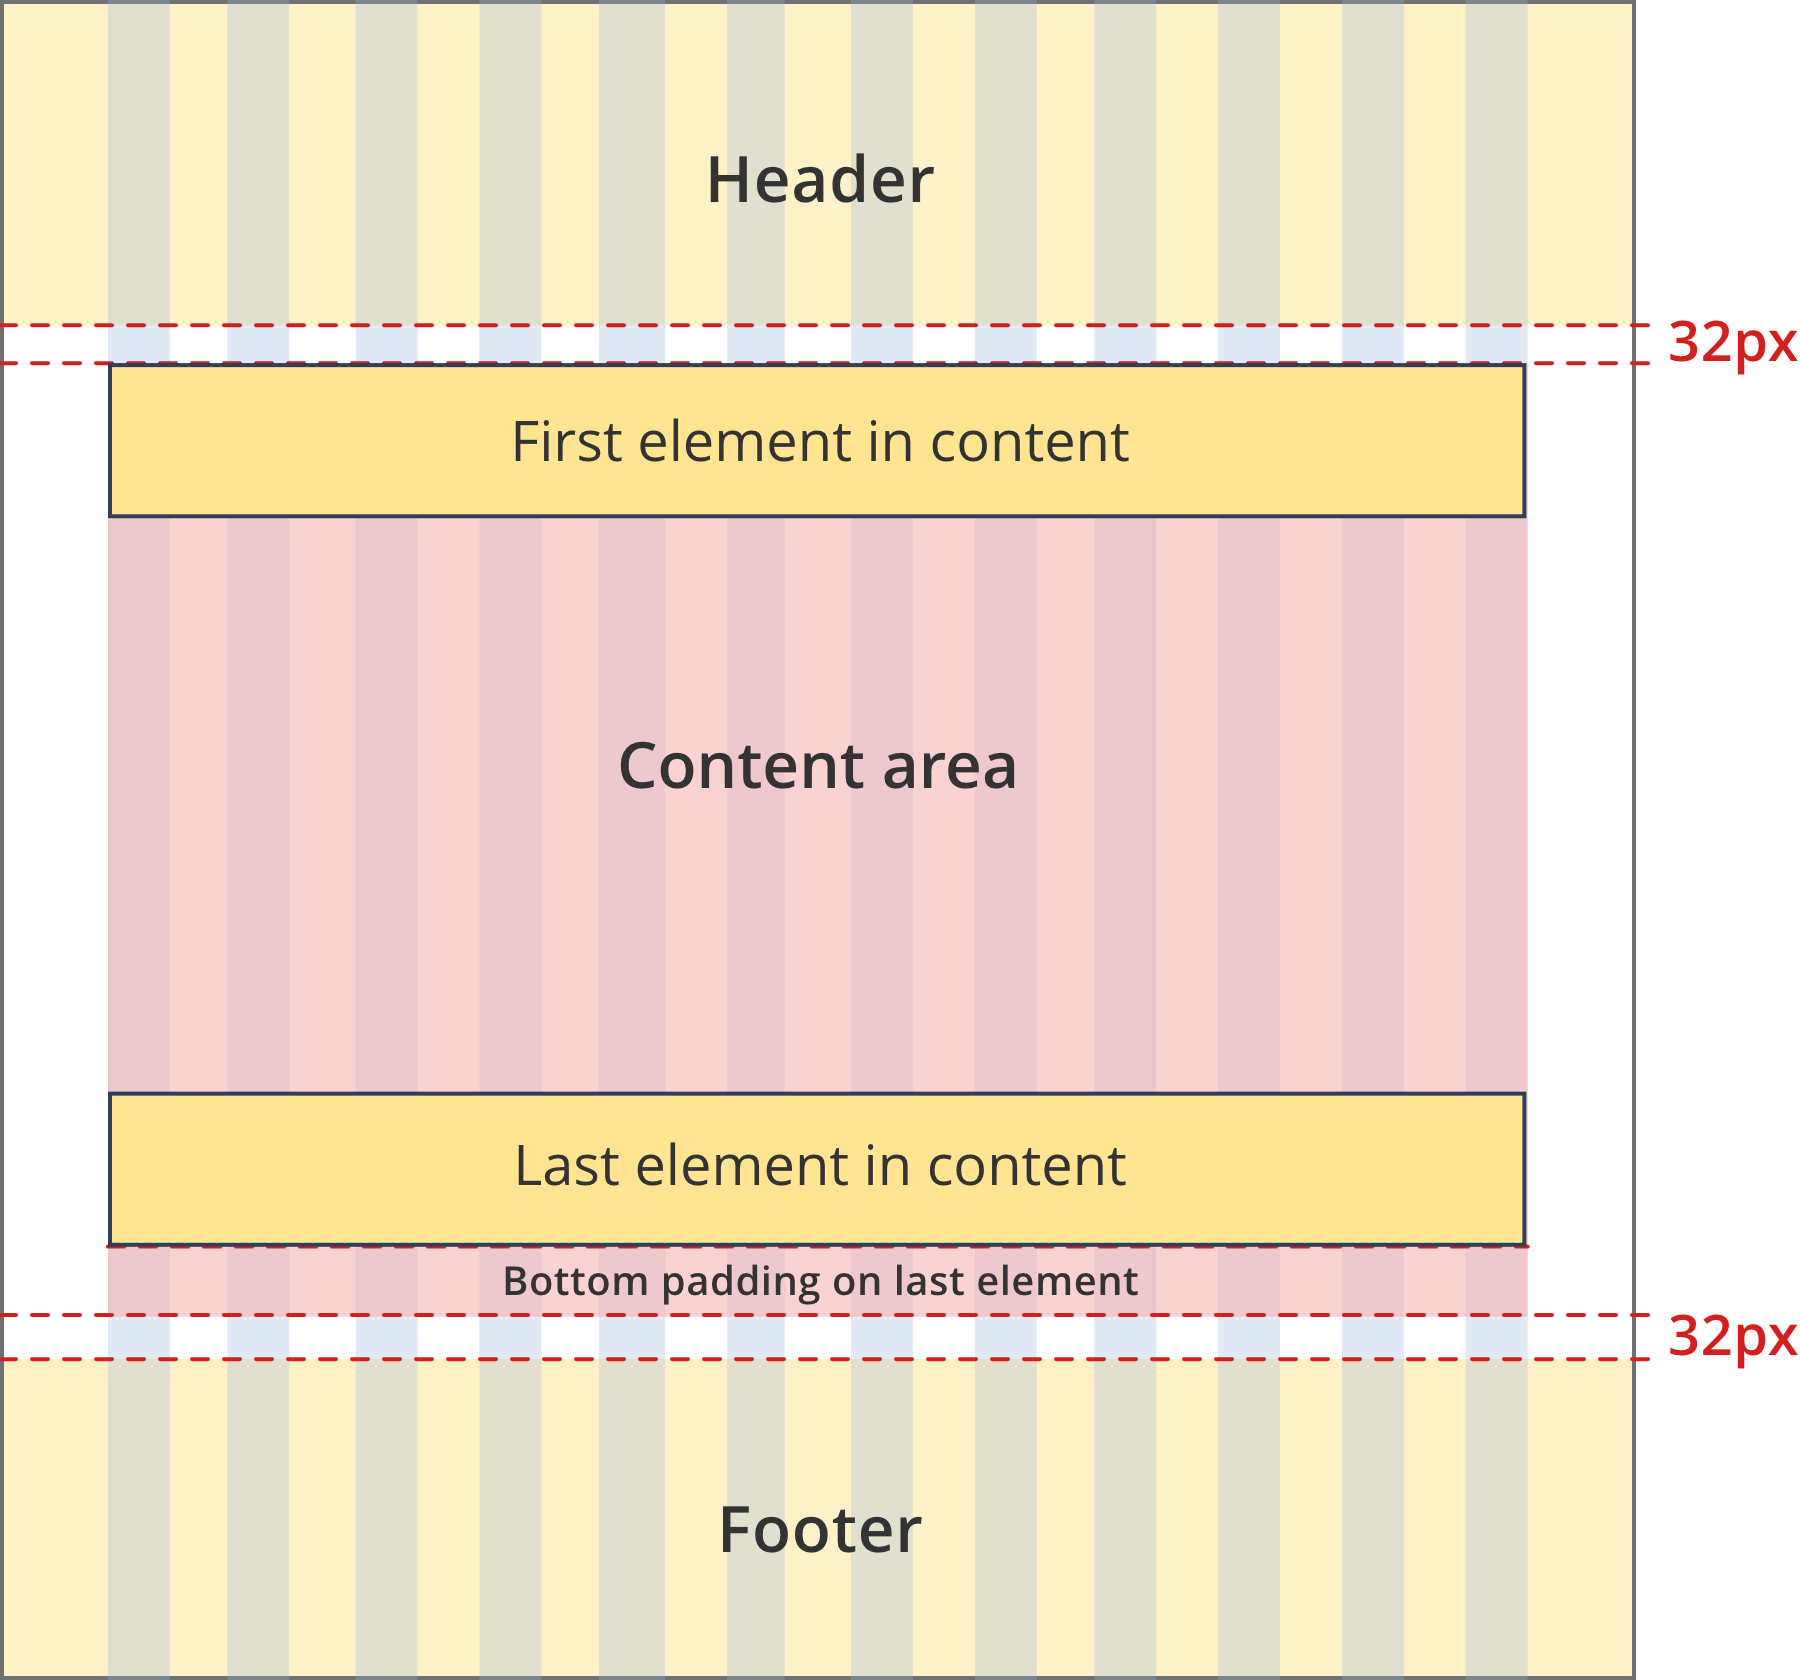 Header
32px
First element in content
Content area
Last element in content
Bottom padding on last element
32px
Footer